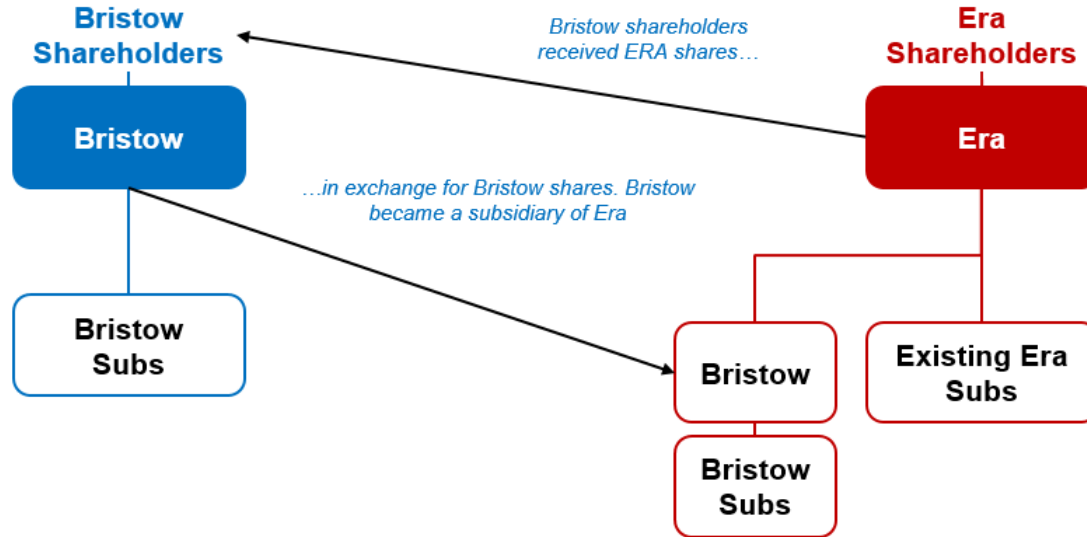 Bristow
Shareholders
Bristow shareholders
received ERA shares…
Era
Shareholders
Bristow
Era
…in exchange for Bristow shares. Bristow
became a subsidiary of Era
Bristow
Subs
Bristow
Existing Era
Subs
Bristow
Subs